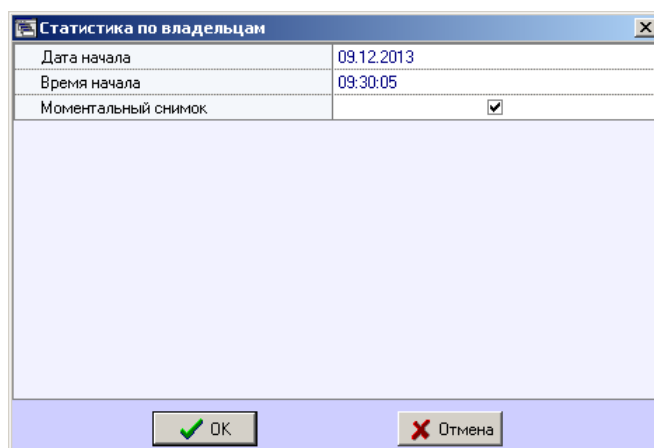 Статистика по владельцам
Дата начала 09.12.2013
Время начала 09:30:05
Моментальный снимок
OK Отмена